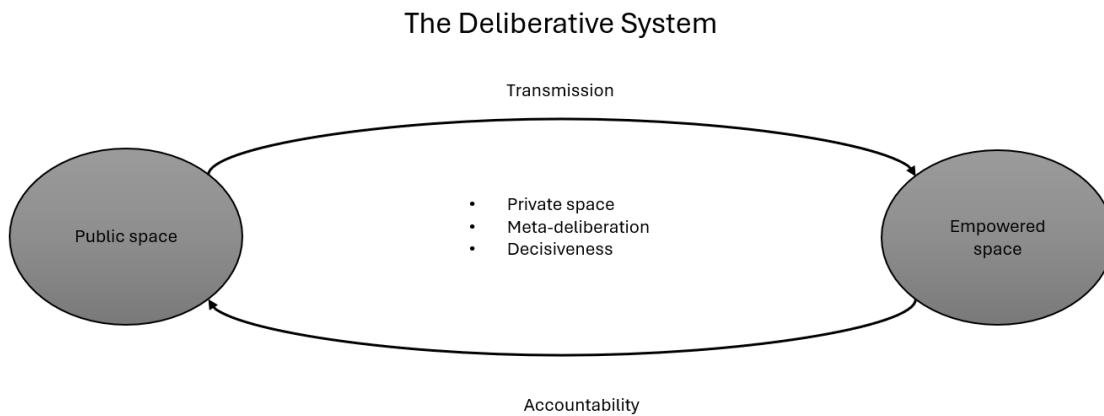 The Deliberative System
Transmission
Public space
• Private space
• Meta-deliberation
• Decisiveness
Empowered
space
Accountability